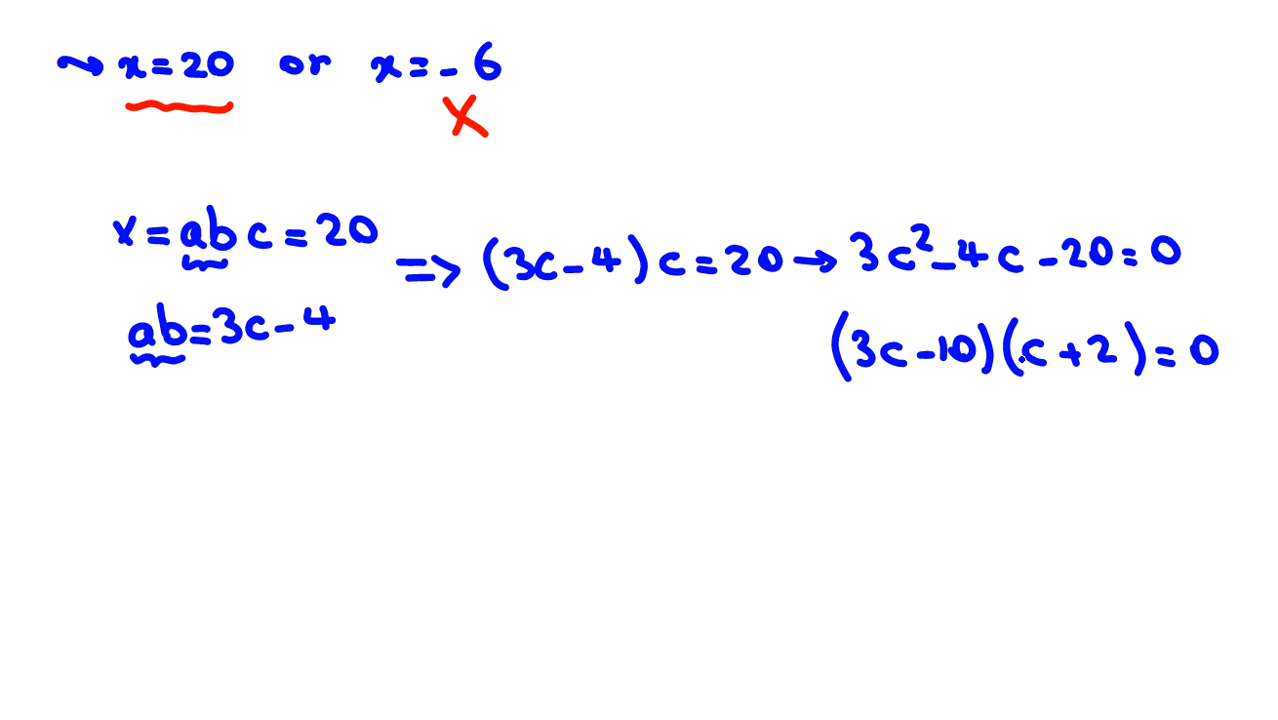 ⇝ x=20 or x=-6
x=abc=20 => (3c-4)c=20→3c²-4c-20=0
ab=3c-4
(3c-10)(c+2)=0